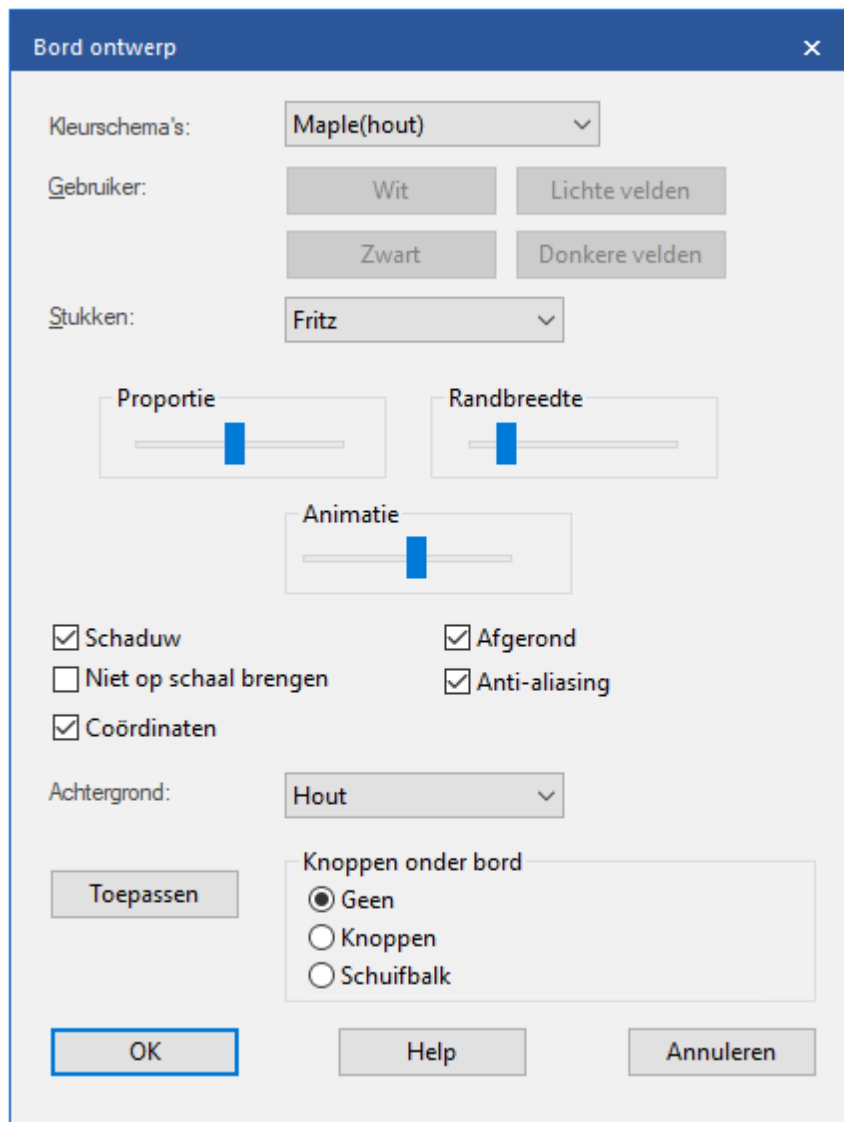 Bord ontwerp
Kleurschema's: Maple(hout)
Gebruiker: Wit Lichte velden
Zwart Donkere velden
Stukken: Fritz
Proportie Randbreedte
Animatie
Schaduw Afgerond
Niet op schaal brengen Anti-aliasing
Coördinaten
Achtergrond: Hout
Knoppen onder bord
Toepassen Geen
Knoppen
Schuifbalk
OK Help Annuleren